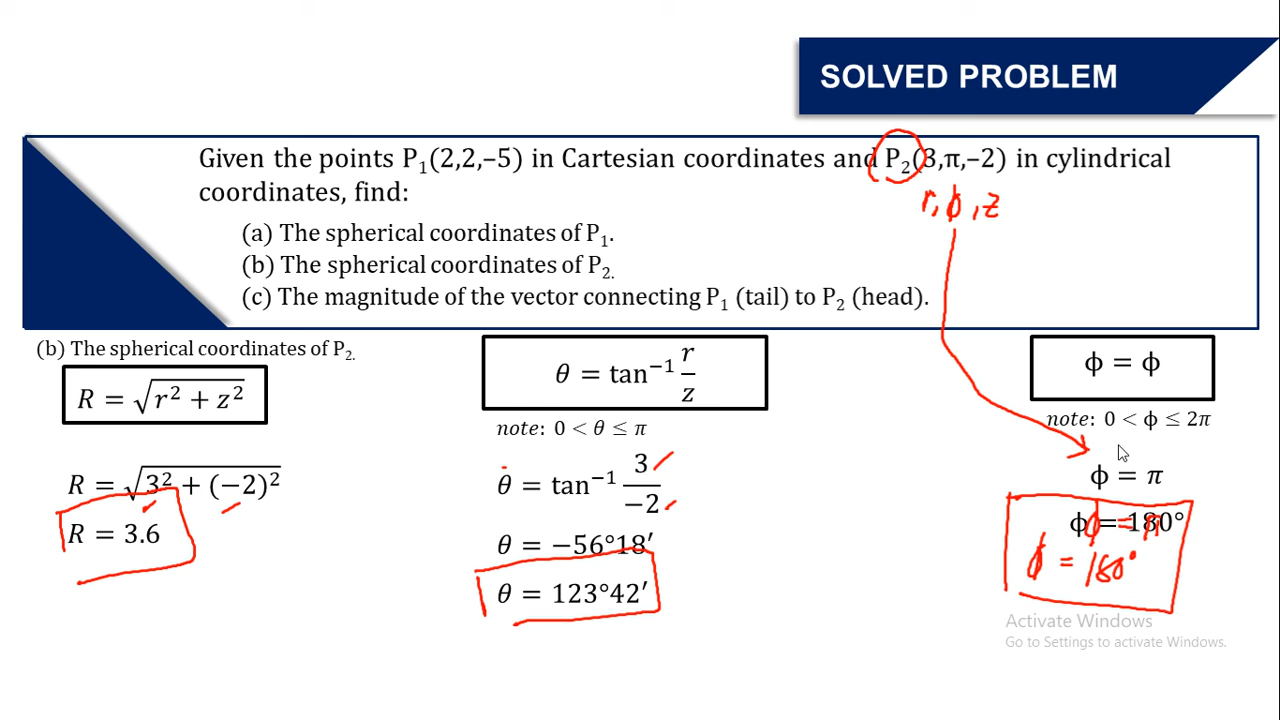 SOLVED PROBLEM
Given the points P₁(2,2,–5) in Cartesian coordinates and P₂(3,π,–2) in cylindrical
coordinates, find:
r, ϕ, z
(a) The spherical coordinates of P₁.
(b) The spherical coordinates of P₂.
(c) The magnitude of the vector connecting P₁ (tail) to P₂ (head).
(b) The spherical coordinates of P₂.
R = √(r² + z²)
R = √(3² + (−2)²)
R = 3.6
θ = tan⁻¹ r/z
note: 0 < θ ≤ π
θ = tan⁻¹ 3/−2
θ = −56°18′
θ = 123°42′
ϕ = ϕ
note: 0 < ϕ ≤ 2π
ϕ = π
ϕ = 180°
ϕ = π
ϕ = 180°
Activate Windows
Go to Settings to activate Windows.